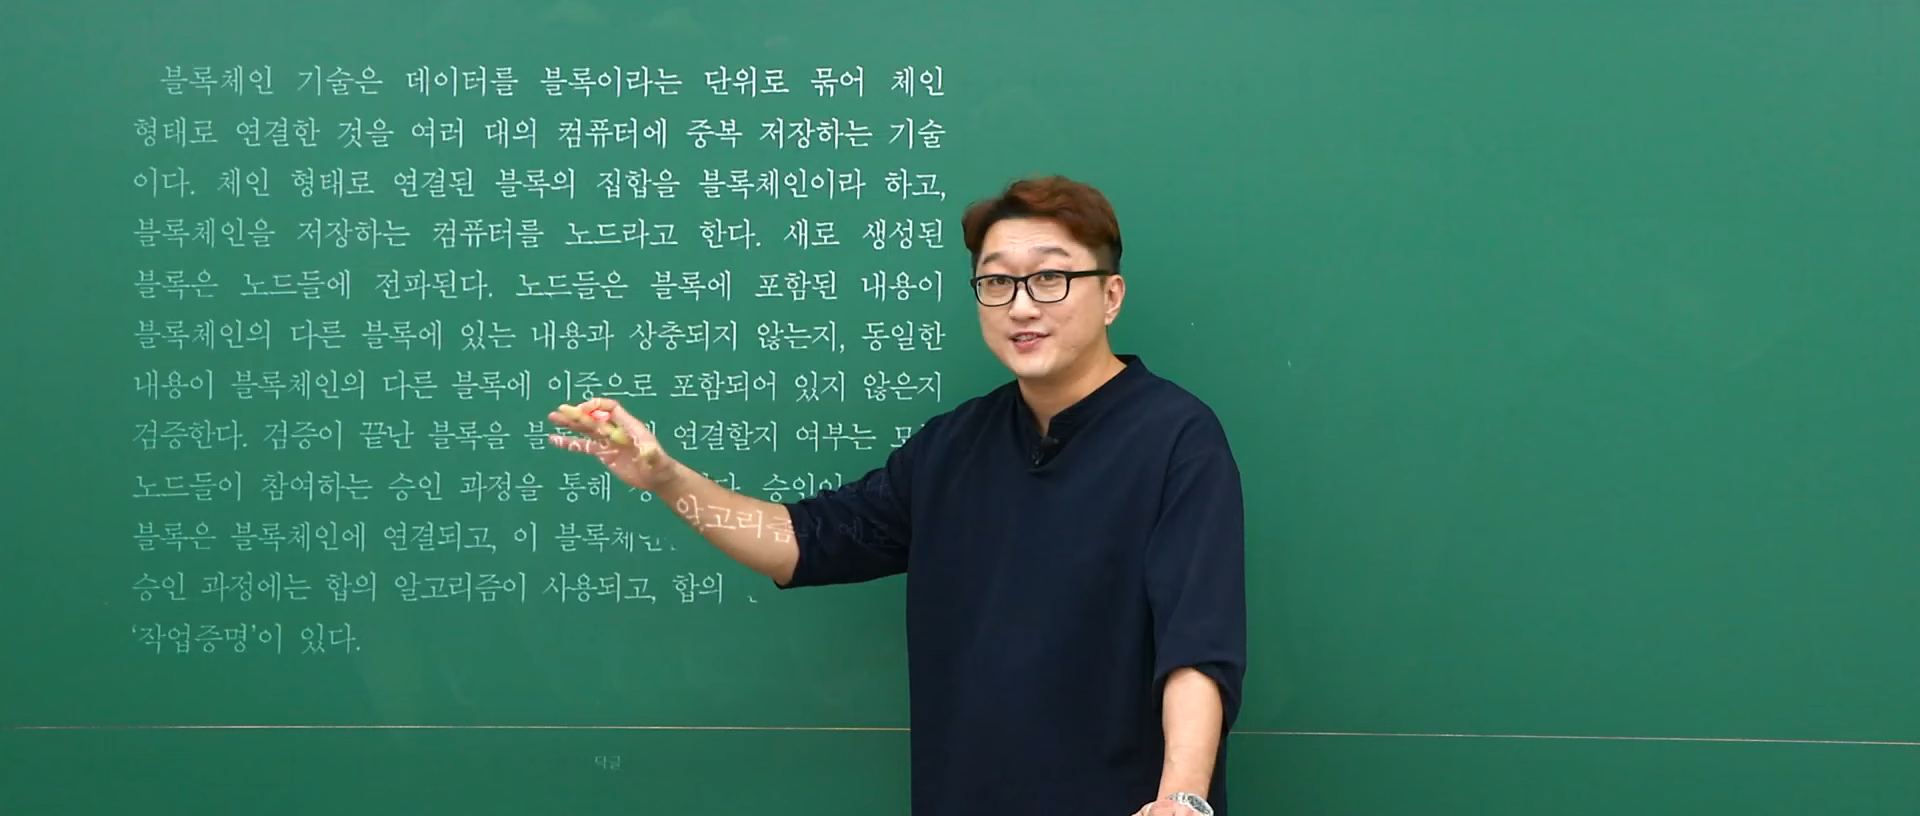 블록체인 기술은 데이터를 블록이라는 단위로 묶어 체인
형태로 연결한 것을 여러 대의 컴퓨터에 중복 저장하는 기술
이다. 체인 형태로 연결된 블록의 집합을 블록체인이라 하고,
블록체인을 저장하는 컴퓨터를 노드라고 한다. 새로 생성된
블록은 노드들에 전파된다. 노드들은 블록에 포함된 내용이
블록체인의 다른 블록에 있는 내용과 상충되지 않는지, 동일한
내용이 블록체인의 다른 블록에 이중으로 포함되어 있지 않은지
검증한다. 검증이 끝난 블록을 연결할지 여부는
노드들이 참여하는 승인 과정을 통해
블록은 블록체인에 연결되고, 이
승인 과정에는 합의 알고리즘이 사용되고, 합의 알고리즘의
‘작업증명’이 있다.